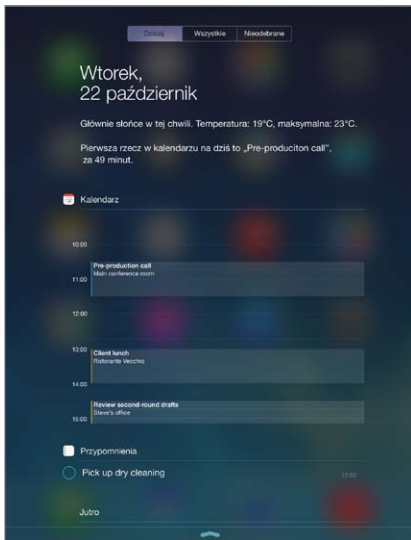 Dzisiaj Wszystkie Nieodebrane
Wtorek,
22 październik
Głównie słońce w tej chwili. Temperatura: 19°C, maksymalna: 23°C.
Pierwsza rzecz w kalendarzu na dziś to „Pre-produciton call”,
za 49 minut.
Kalendarz
10:00
Pre-production call
Main conference room
11:00
12:00
13:00
Client lunch
Ristorante Vecchio
14:00
Review second-round drafts
Steve's office
15:00
Przypomnienia
Pick up dry cleaning
Jutro